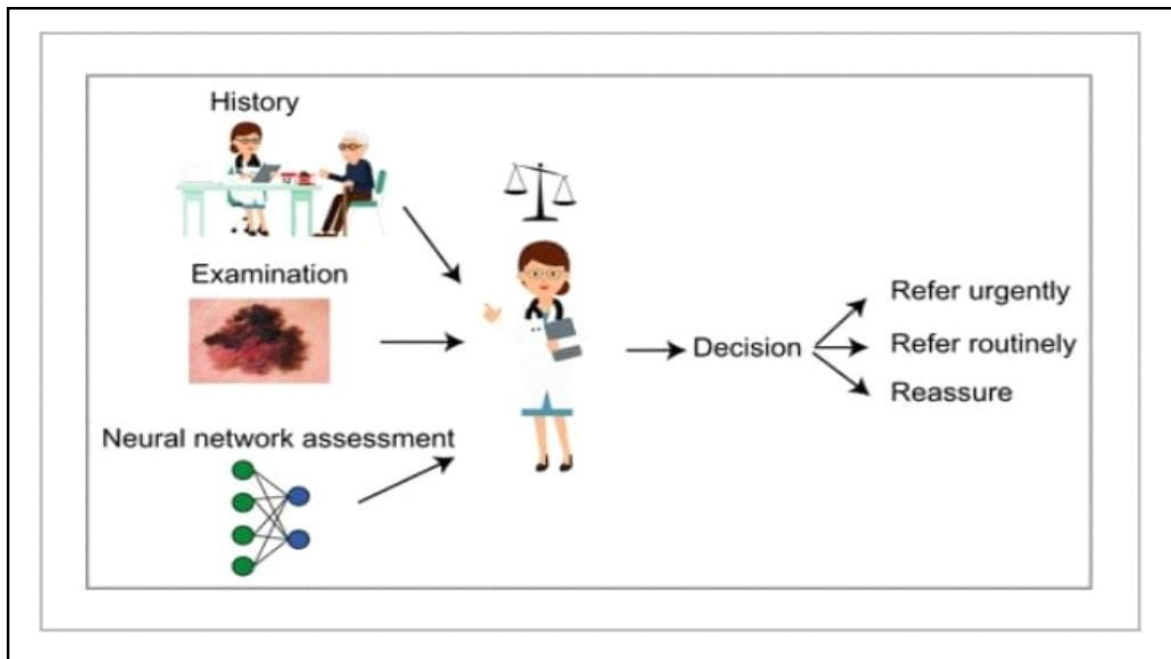 History
Examination
Neural network assessment
Decision
Refer urgently
Refer routinely
Reassure